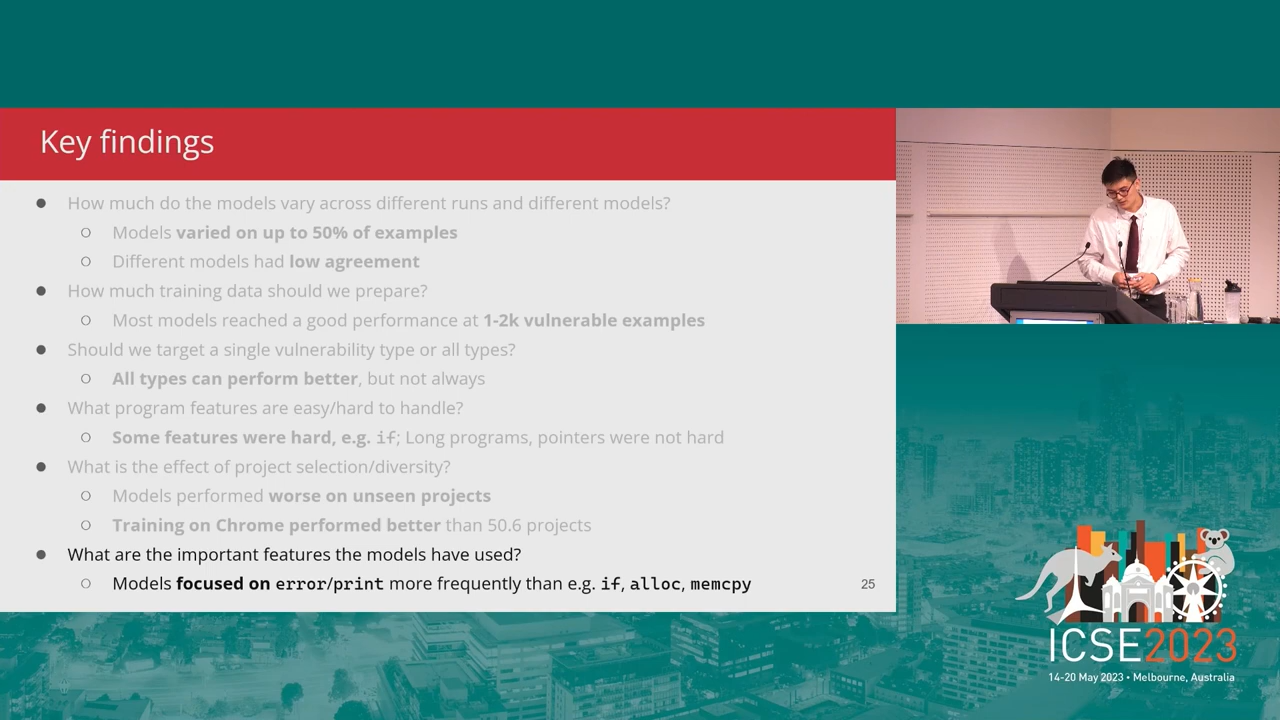 Key findings
● How much do the models vary across different runs and different models?
○ Models varied on up to 50% of examples
○ Different models had low agreement
● How much training data should we prepare?
○ Most models reached a good performance at 1-2k vulnerable examples
● Should we target a single vulnerability type or all types?
○ All types can perform better, but not always
● What program features are easy/hard to handle?
○ Some features were hard, e.g. if; Long programs, pointers were not hard
● What is the effect of project selection/diversity?
○ Models performed worse on unseen projects
○ Training on Chrome performed better than 50.6 projects
● What are the important features the models have used?
○ Models focused on error/print more frequently than e.g. if, alloc, memcpy
25
ICSE2023
14-20 May 2023 • Melbourne, Australia